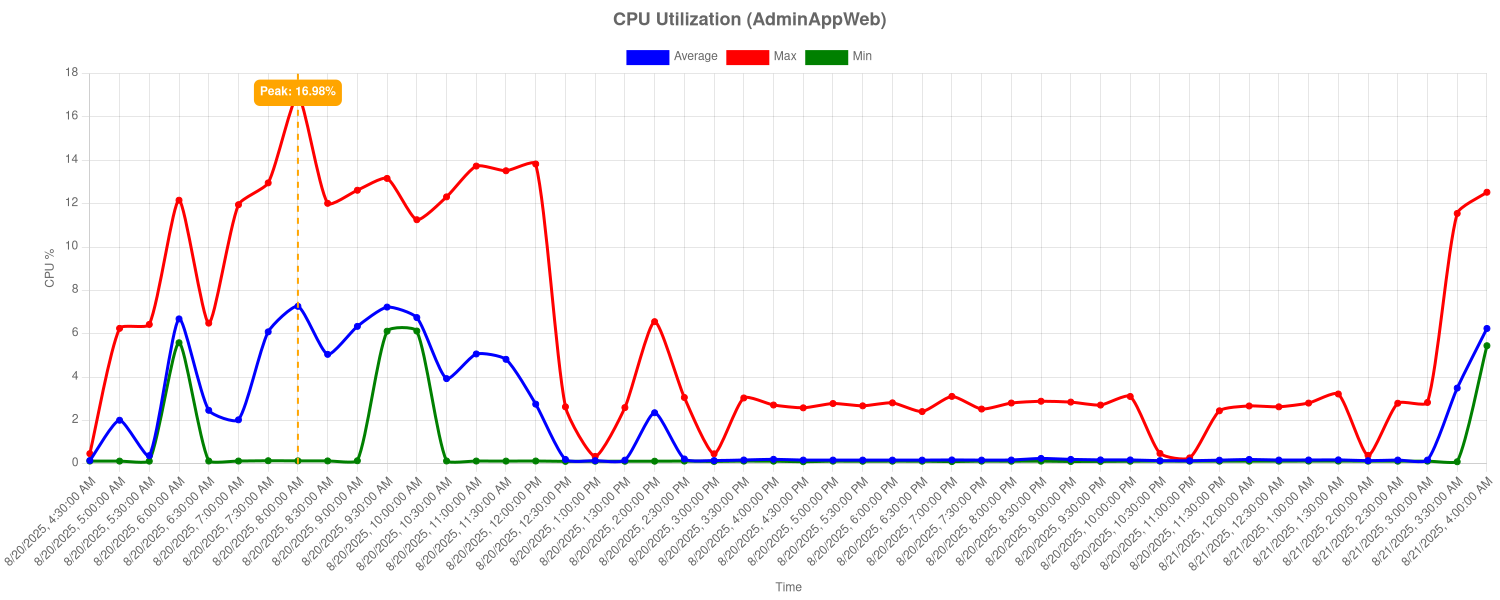 CPU Utilization (AdminAppWeb)
Average Max Min
Peak: 16.98%
18
16
14
12
10
8
6
4
2
0
CPU %
8/20/2025, 4:30:00 AM
8/20/2025, 5:00:00 AM
8/20/2025, 5:30:00 AM
8/20/2025, 6:00:00 AM
8/20/2025, 6:30:00 AM
8/20/2025, 7:00:00 AM
8/20/2025, 7:30:00 AM
8/20/2025, 8:00:00 AM
8/20/2025, 8:30:00 AM
8/20/2025, 9:00:00 AM
8/20/2025, 9:30:00 AM
8/20/2025, 10:00:00 AM
8/20/2025, 10:30:00 AM
8/20/2025, 11:00:00 AM
8/20/2025, 11:30:00 AM
8/20/2025, 12:00:00 PM
8/20/2025, 12:30:00 PM
8/20/2025, 1:00:00 PM
8/20/2025, 1:30:00 PM
8/20/2025, 2:00:00 PM
8/20/2025, 2:30:00 PM
8/20/2025, 3:00:00 PM
8/20/2025, 3:30:00 PM
8/20/2025, 4:00:00 PM
8/20/2025, 4:30:00 PM
8/20/2025, 5:00:00 PM
8/20/2025, 5:30:00 PM
8/20/2025, 6:00:00 PM
8/20/2025, 6:30:00 PM
8/20/2025, 7:00:00 PM
8/20/2025, 7:30:00 PM
8/20/2025, 8:00:00 PM
8/20/2025, 8:30:00 PM
8/20/2025, 9:00:00 PM
8/20/2025, 9:30:00 PM
8/20/2025, 10:00:00 PM
8/20/2025, 10:30:00 PM
8/20/2025, 11:00:00 PM
8/20/2025, 11:30:00 PM
8/21/2025, 12:00:00 AM
8/21/2025, 12:30:00 AM
8/21/2025, 1:00:00 AM
8/21/2025, 1:30:00 AM
8/21/2025, 2:00:00 AM
8/21/2025, 2:30:00 AM
8/21/2025, 3:00:00 AM
8/21/2025, 3:30:00 AM
8/21/2025, 4:00:00 AM
Time